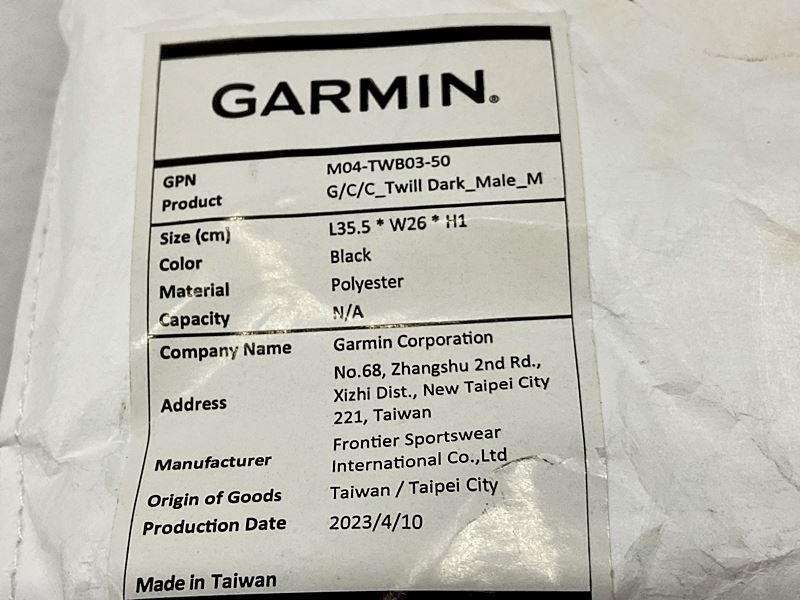 GARMIN®
GPN M04-TWB03-50
Product G/C/C_Twill Dark_Male_M
Size (cm) L35.5 * W26 * H1
Color Black
Material Polyester
Capacity N/A
Company Name Garmin Corporation
Address No.68, Zhangshu 2nd Rd.,
Xizhi Dist., New Taipei City
221, Taiwan
Manufacturer Frontier Sportswear
International Co.,Ltd
Origin of Goods Taiwan / Taipei City
Production Date 2023/4/10
Made in Taiwan